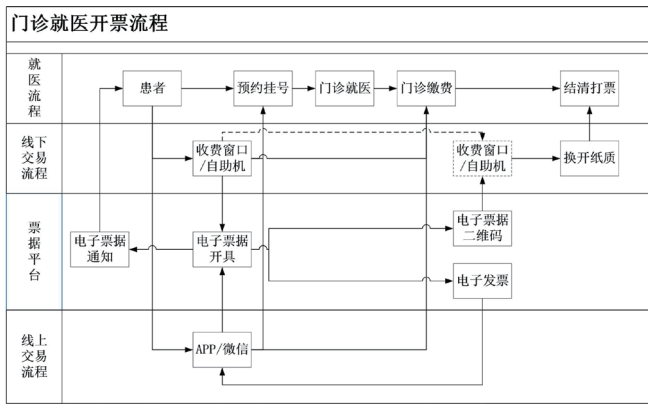 门诊就医开票流程
就
医
流
程
患者
预约挂号
门诊就医
门诊缴费
结清打票
线下
交易
流程
收费窗口
/自助机
收费窗口
/自助机
换开纸质
票
据
平
台
电子票据
通知
电子票据
开具
电子票据
二维码
电子发票
线上
交易
流程
APP/微信